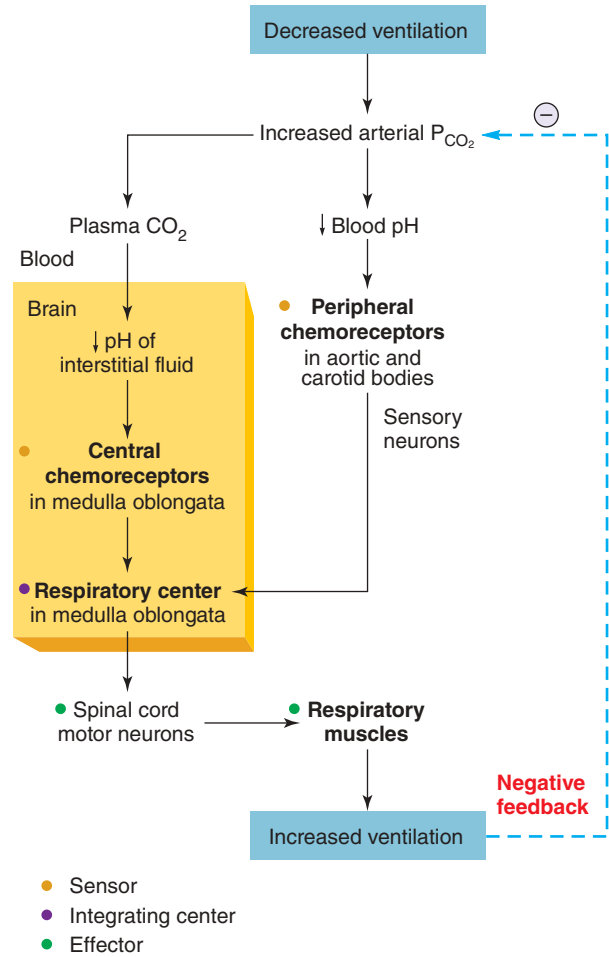 Decreased ventilation
−
Increased arterial P_CO₂
Plasma CO₂
↓ Blood pH
Blood
Brain
↓ pH of
interstitial fluid
Peripheral
chemoreceptors
in aortic and
carotid bodies
Sensory
neurons
Central
chemoreceptors
in medulla oblongata
Respiratory center
in medulla oblongata
Spinal cord
motor neurons
Respiratory
muscles
Negative
feedback
Increased ventilation
Sensor
Integrating center
Effector